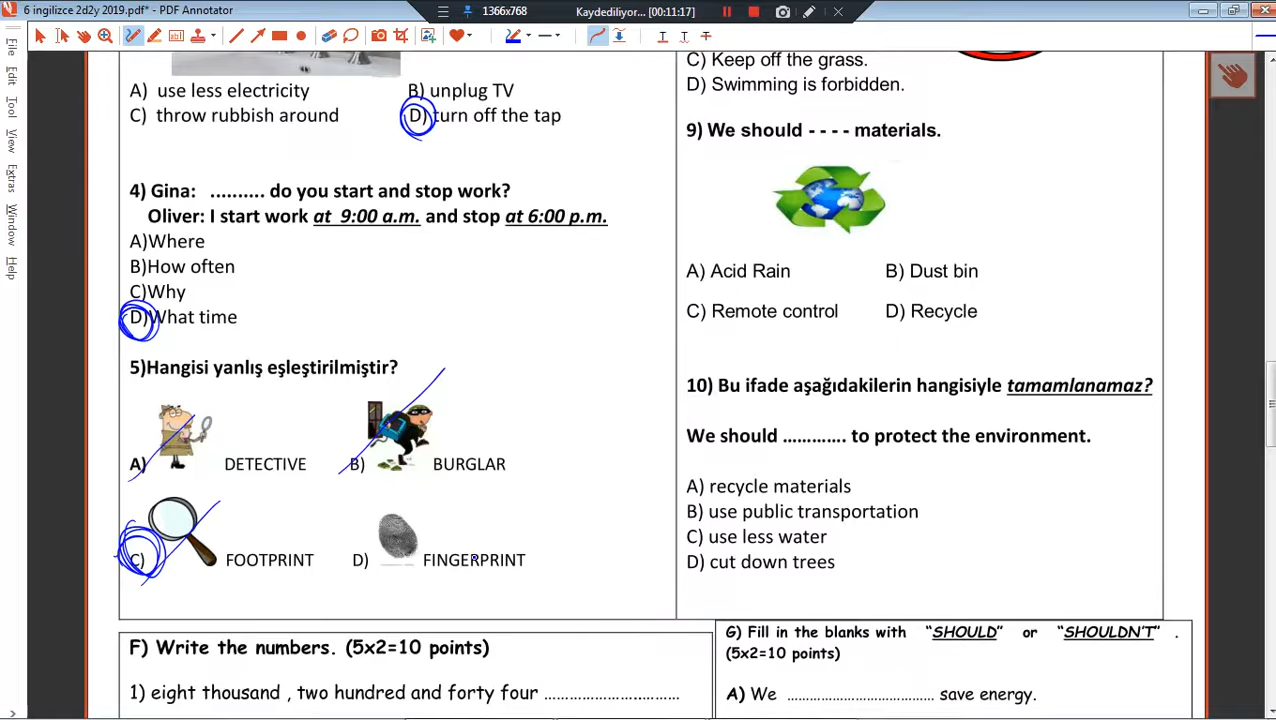 6 ingilizce 2d2y 2019.pdf* - PDF Annotator
1366x768
Kaydediliyor...
00:11:17
File
Edit
Tool
View
Extras
Window
Help
A) use less electricity
B) unplug TV
C) throw rubbish around
D) turn off the tap
4) Gina: .......... do you start and stop work?
Oliver: I start work at 9:00 a.m. and stop at 6:00 p.m.
A)Where
B)How often
C)Why
D)What time
5)Hangisi yanlış eşleştirilmiştir?
A) DETECTIVE
B) BURGLAR
C) FOOTPRINT
D) FINGERPRINT
C) Keep off the grass.
D) Swimming is forbidden.
9) We should - - - - materials.
A) Acid Rain
B) Dust bin
C) Remote control
D) Recycle
10) Bu ifade aşağıdakilerin hangisiyle tamamlanamaz?
We should …………. to protect the environment.
A) recycle materials
B) use public transportation
C) use less water
D) cut down trees
F) Write the numbers. (5x2=10 points)
1) eight thousand , two hundred and forty four …………………..………
G) Fill in the blanks with “SHOULD” or “SHOULDN'T” .
(5x2=10 points)
A) We ………………………………. save energy.